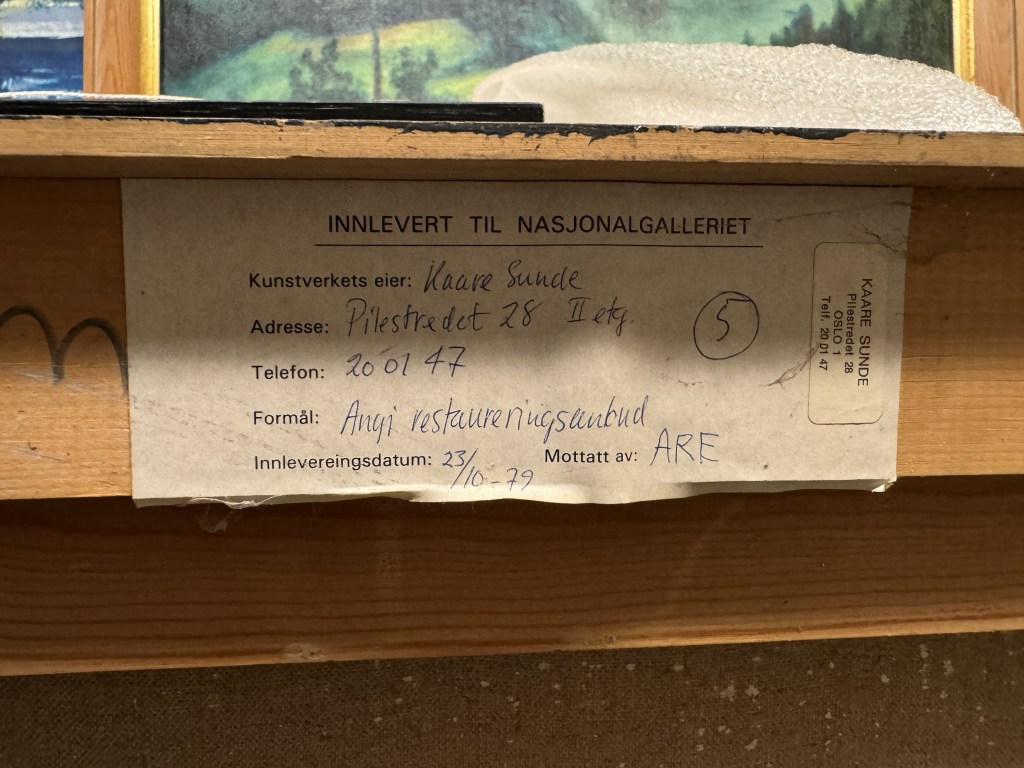 INNLEVERT TIL NASJONALGALLERIET
Kunstverkets eier: Kaare Sunde
Adresse: Pilestredet 28 II etg.
Telefon: 20 01 47
Formål: Angi restaureringsanbud
Innlevereingsdatum: 23/10-79 Mottatt av: ARE
5
KAARE SUNDE
Pilestredet 28
OSLO 1
Telf. 20 01 47